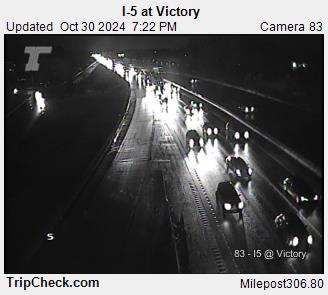 I-5 at Victory
Updated Oct 30 2024 7:22 PM Camera 83
T
S
83 - I5 @ Victory
TripCheck.com Milepost306.80